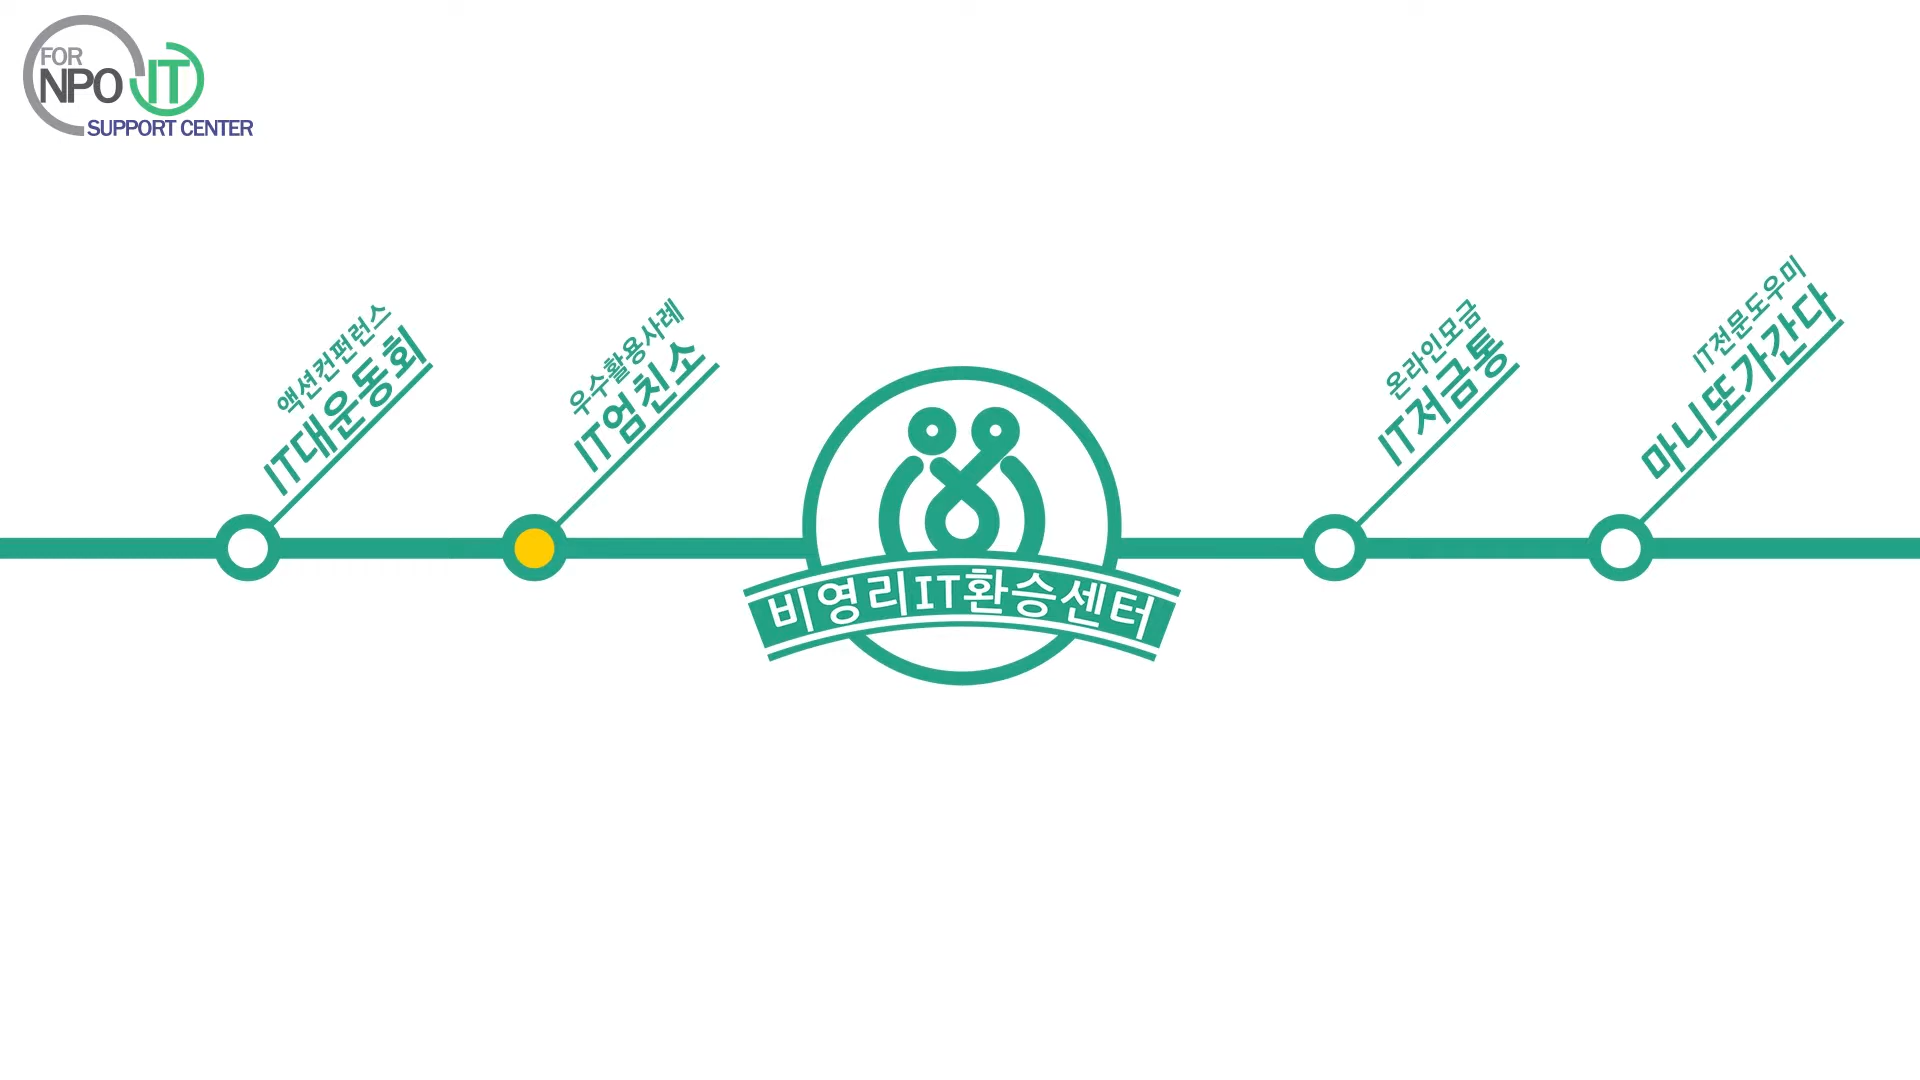 FOR
NPO IT
SUPPORT CENTER
액션컨퍼런스
IT대운동회
우수활용사례
IT엄친소
비영리IT환승센터
온라인모금
IT저금통
IT전문도우미
마니또가간다